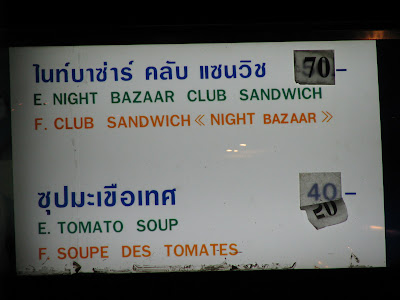 ไนท์บาซ่าร์ คลับ แซนวิช 70.-
E. NIGHT BAZAAR CLUB SANDWICH
F. CLUB SANDWICH « NIGHT BAZAAR »
ซุปมะเขือเทศ 40.-
20
E. TOMATO SOUP
F. SOUPE DES TOMATES